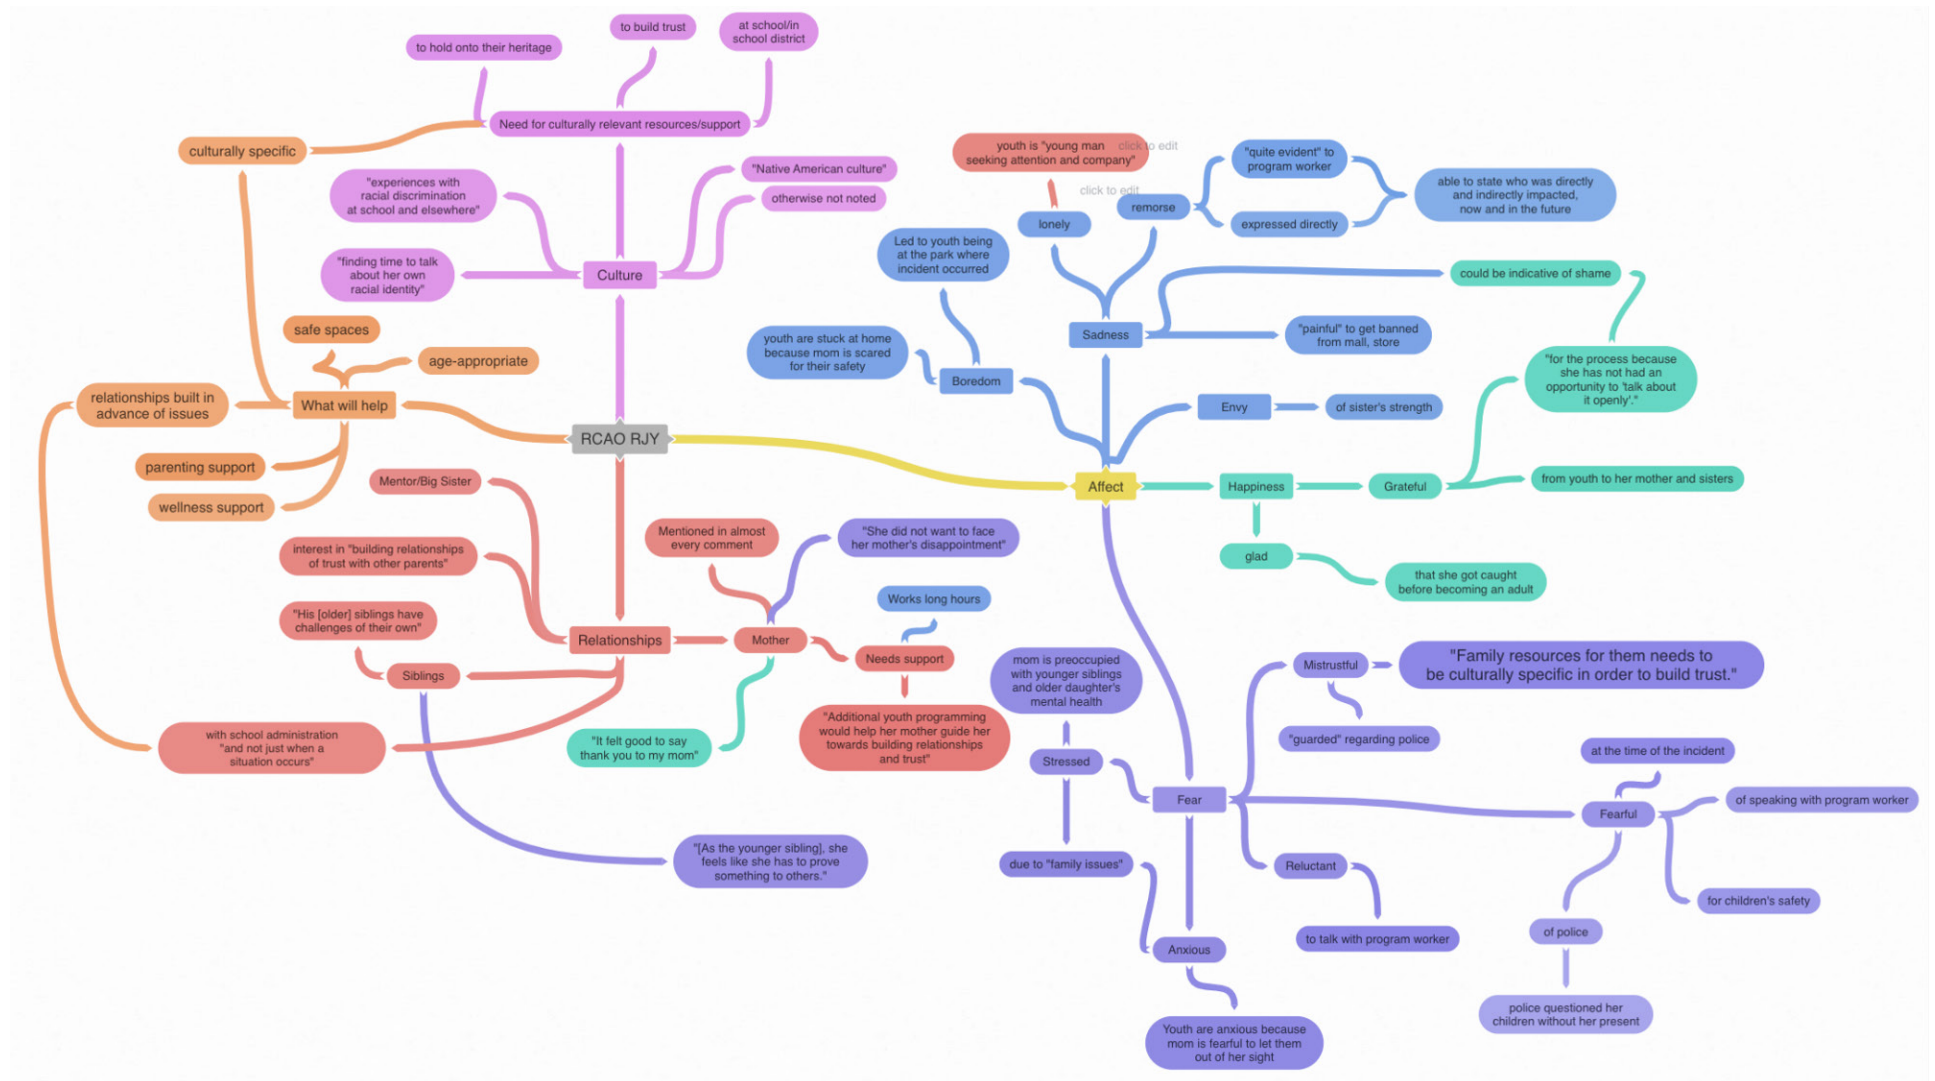 to build trust
at school/in
school district
to hold onto their heritage
Need for culturally relevant resources/support
culturally specific
"experiences with
racial discrimination
at school and elsewhere"
"Native American culture"
otherwise not noted
"finding time to talk
about her own
racial identity"
Culture
safe spaces
age-appropriate
relationships built in
advance of issues
What will help
parenting support
wellness support
RCAO RJY
youth is "young man
seeking attention and company"
click to edit
click to edit
lonely
remorse
"quite evident" to
program worker
expressed directly
able to state who was directly
and indirectly impacted,
now and in the future
Led to youth being
at the park where
incident occurred
youth are stuck at home
because mom is scared
for their safety
Boredom
Sadness
could be indicative of shame
"painful" to get banned
from mall, store
Envy
of sister's strength
"for the process because
she has not had an
opportunity to 'talk about
it openly'."
Affect
Happiness
Grateful
from youth to her mother and sisters
glad
that she got caught
before becoming an adult
Mentor/Big Sister
interest in "building relationships
of trust with other parents"
"His [older] siblings have
challenges of their own"
Siblings
with school administration
"and not just when a
situation occurs"
Relationships
Mentioned in almost
every comment
"She did not want to face
her mother's disappointment"
Mother
Works long hours
Needs support
"Additional youth programming
would help her mother guide her
towards building relationships
and trust"
"It felt good to say
thank you to my mom"
"[As the younger sibling], she
feels like she has to prove
something to others."
mom is preoccupied
with younger siblings
and older daughter's
mental health
Stressed
due to "family issues"
Fear
Anxious
Youth are anxious because
mom is fearful to let them
out of her sight
Mistrustful
"Family resources for them needs to
be culturally specific in order to build trust."
"guarded" regarding police
Reluctant
to talk with program worker
at the time of the incident
Fearful
of speaking with program worker
for children's safety
of police
police questioned her
children without her present